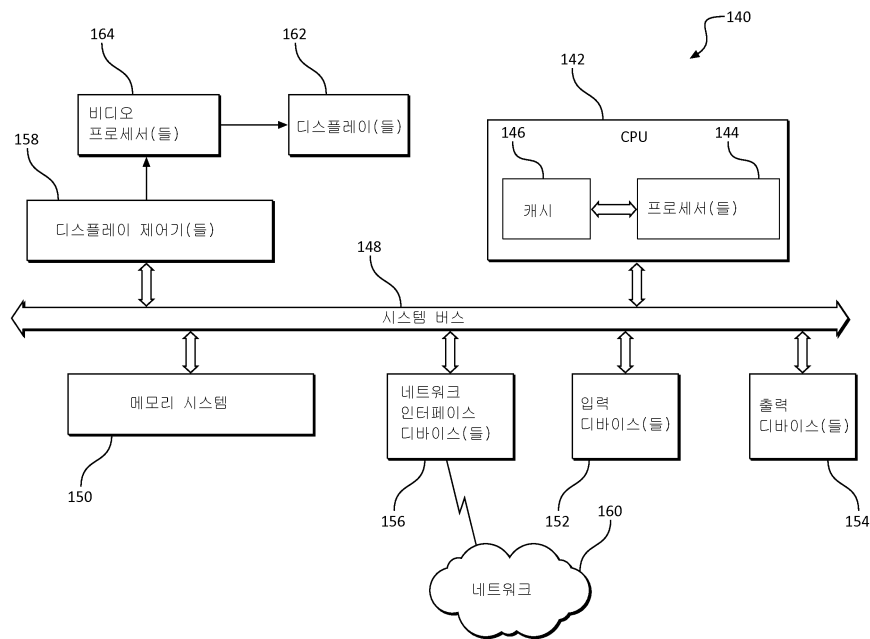 140
164
162
142
비디오
프로세서(들)
디스플레이(들)
CPU
158
146
144
캐시
프로세서(들)
디스플레이 제어기(들)
148
시스템 버스
메모리 시스템
네트워크
인터페이스
디바이스(들)
입력
디바이스(들)
출력
디바이스(들)
150
156
152
154
160
네트워크